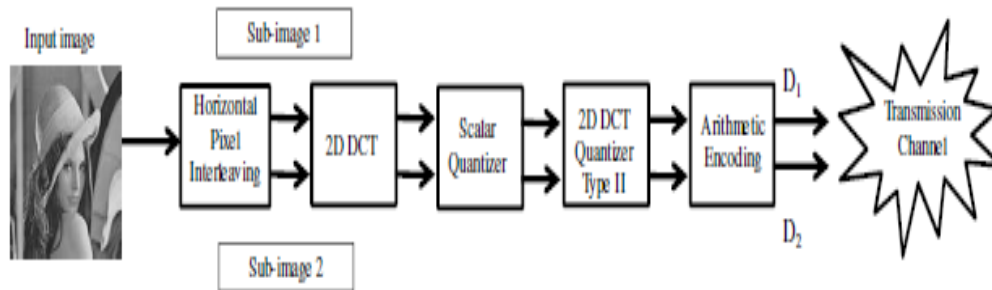 Input image
Sub-image 1
Horizontal
Pixel
Interleaving
2D DCT
Scalar
Quantizer
2D DCT
Quantizer
Type II
Arithmetic
Encoding
D1
D2
Transmission
Channel
Sub-image 2